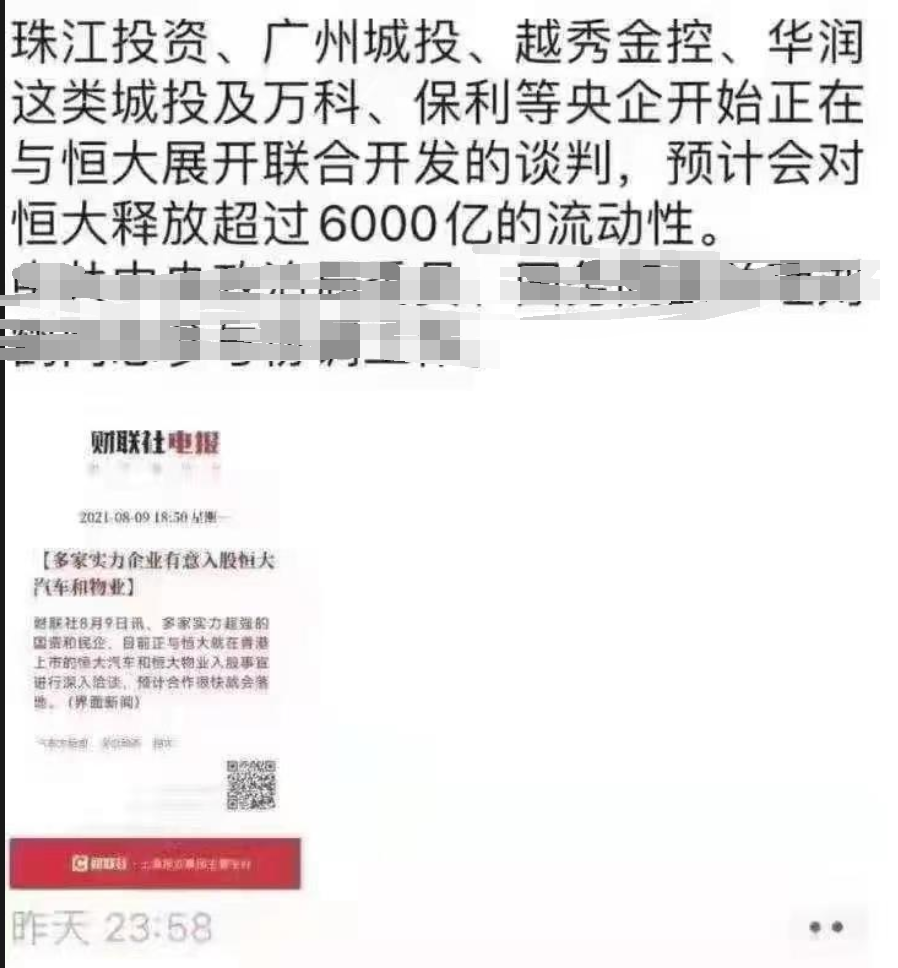 珠江投资、广州城投、越秀金控、华润
这类城投及万科、保利等央企开始正在
与恒大展开联合开发的谈判，预计会对
恒大释放超过6000亿的流动性。
财联社电报
2021-08-09 18:50 星期一
【多家实力企业有意入股恒大
汽车和物业】
财联社8月9日讯，多家实力超强的
国资和民企，目前正与恒大就在香港
上市的恒大汽车和恒大物业入股事宜
进行深入洽谈，预计合作很快就会落
地。（界面新闻）
财联社
昨天 23:58